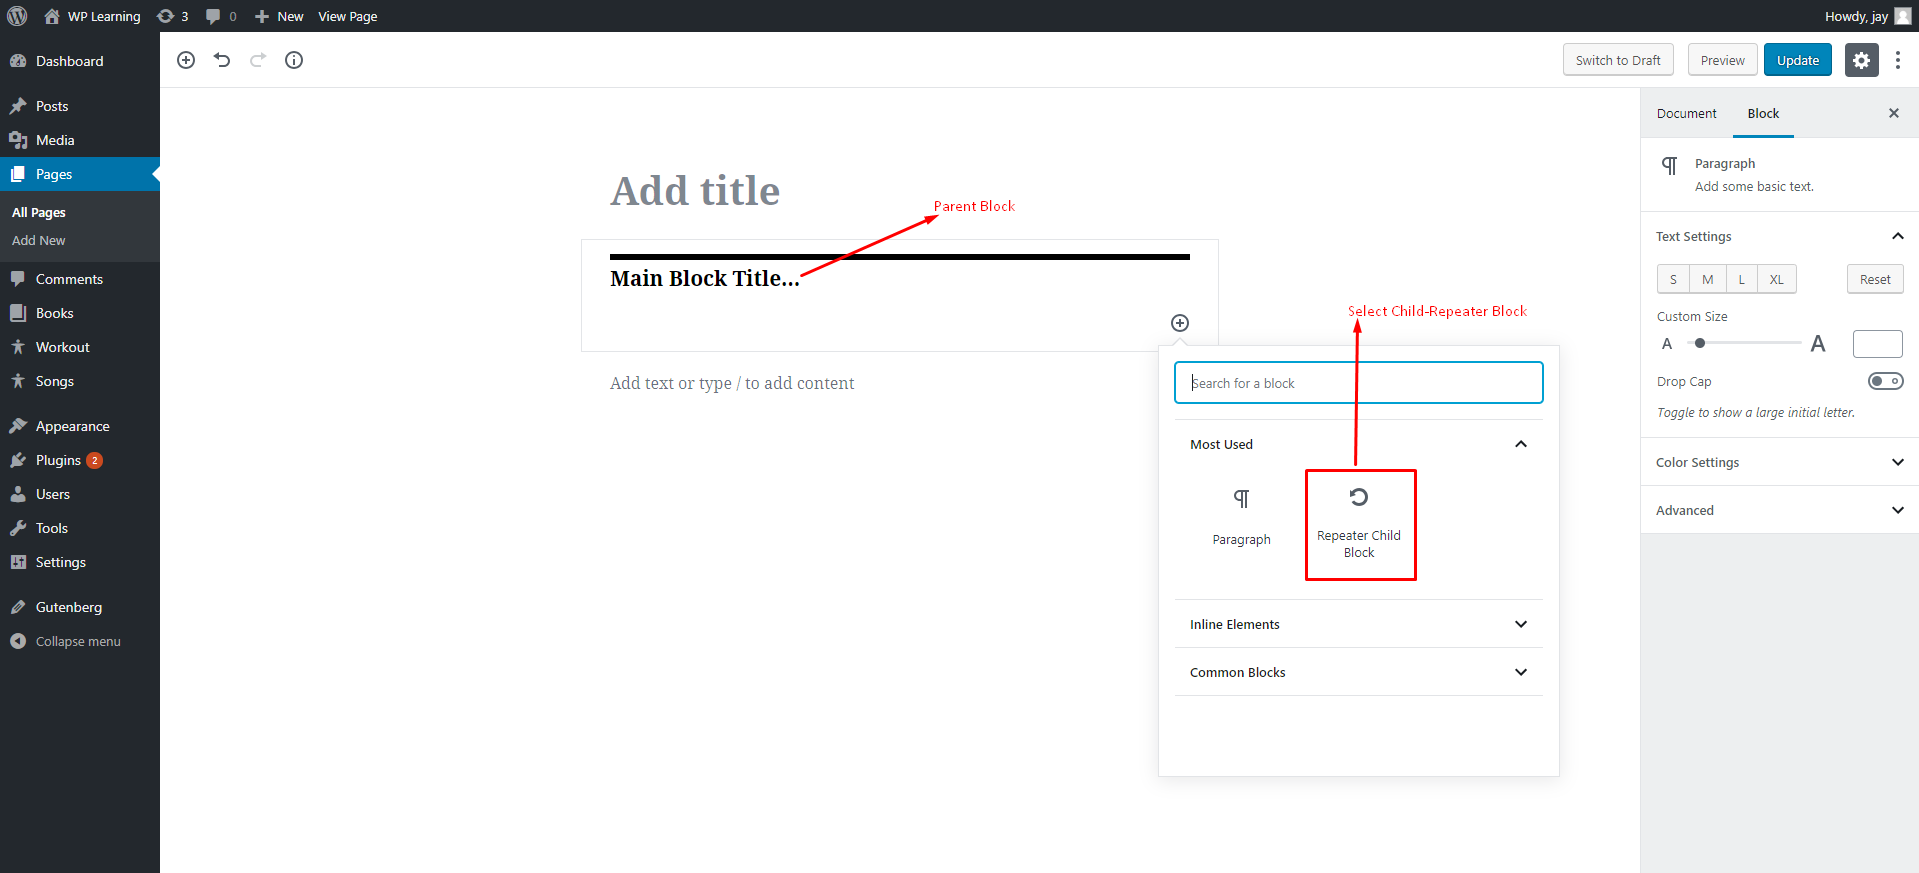 WP Learning 3 0 New View Page Howdy, jay
Dashboard
Posts
Media
Pages
All Pages
Add New
Comments
Books
Workout
Songs
Appearance
Plugins 2
Users
Tools
Settings
Gutenberg
Collapse menu
Switch to Draft Preview Update
Add title
Parent Block
Main Block Title...
Select Child-Repeater Block
Add text or type / to add content
Search for a block
Most Used
Paragraph
Repeater Child
Block
Inline Elements
Common Blocks
Document Block
Paragraph
Add some basic text.
Text Settings
S M L XL Reset
Custom Size
A A
Drop Cap
Toggle to show a large initial letter.
Color Settings
Advanced